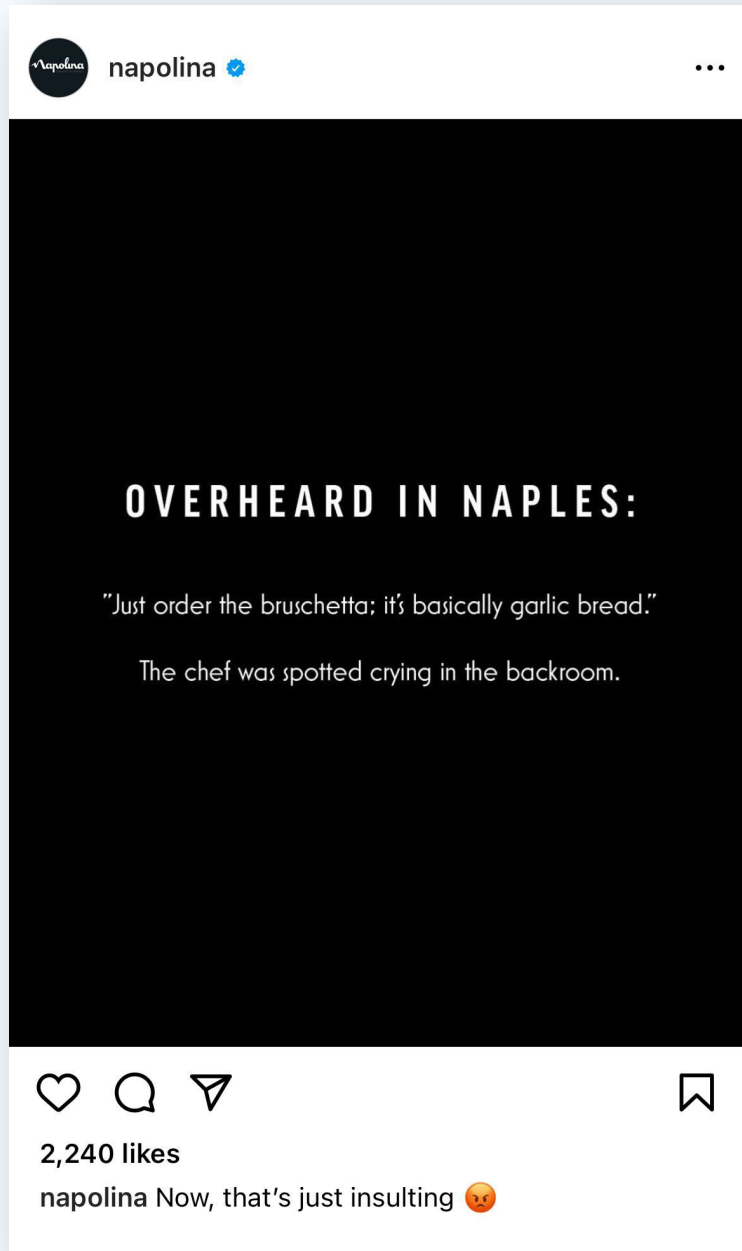 Napolina
napolina
OVERHEARD IN NAPLES:
"Just order the bruschetta; it's basically garlic bread."
The chef was spotted crying in the backroom.
2,240 likes
napolina Now, that’s just insulting 😡